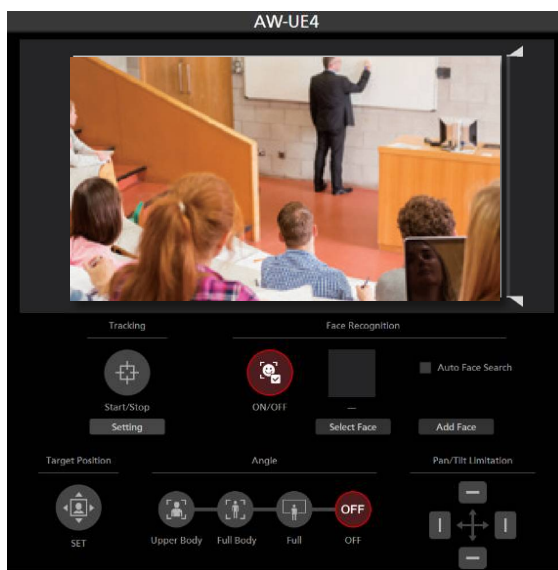 AW-UE4
Tracking
Face Recognition
Auto Face Search
Start/Stop
ON/OFF
—
Setting
Select Face
Add Face
Target Position
Angle
Pan/Tilt Limitation
OFF
SET
Upper Body
Full Body
Full
OFF